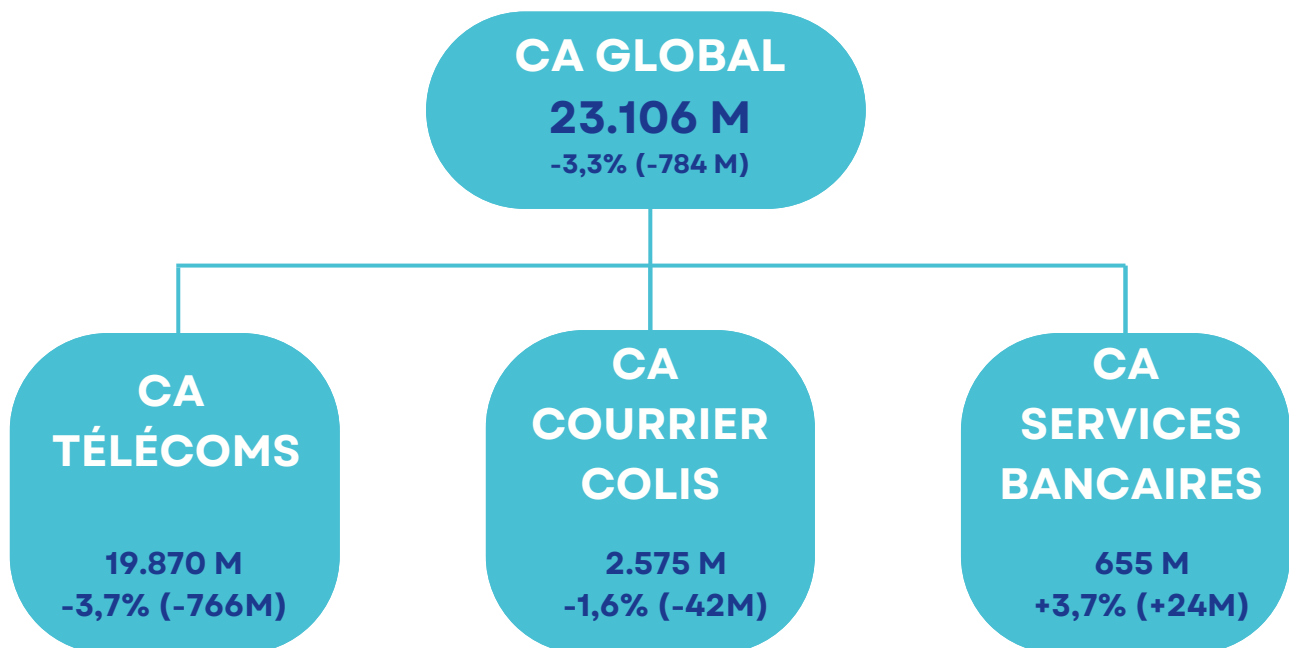 CA GLOBAL
23.106 M
-3,3% (-784 M)
CA
TÉLÉCOMS
19.870 M
-3,7% (-766M)
CA
COURRIER
COLIS
2.575 M
-1,6% (-42M)
CA
SERVICES
BANCAIRES
655 M
+3,7% (+24M)